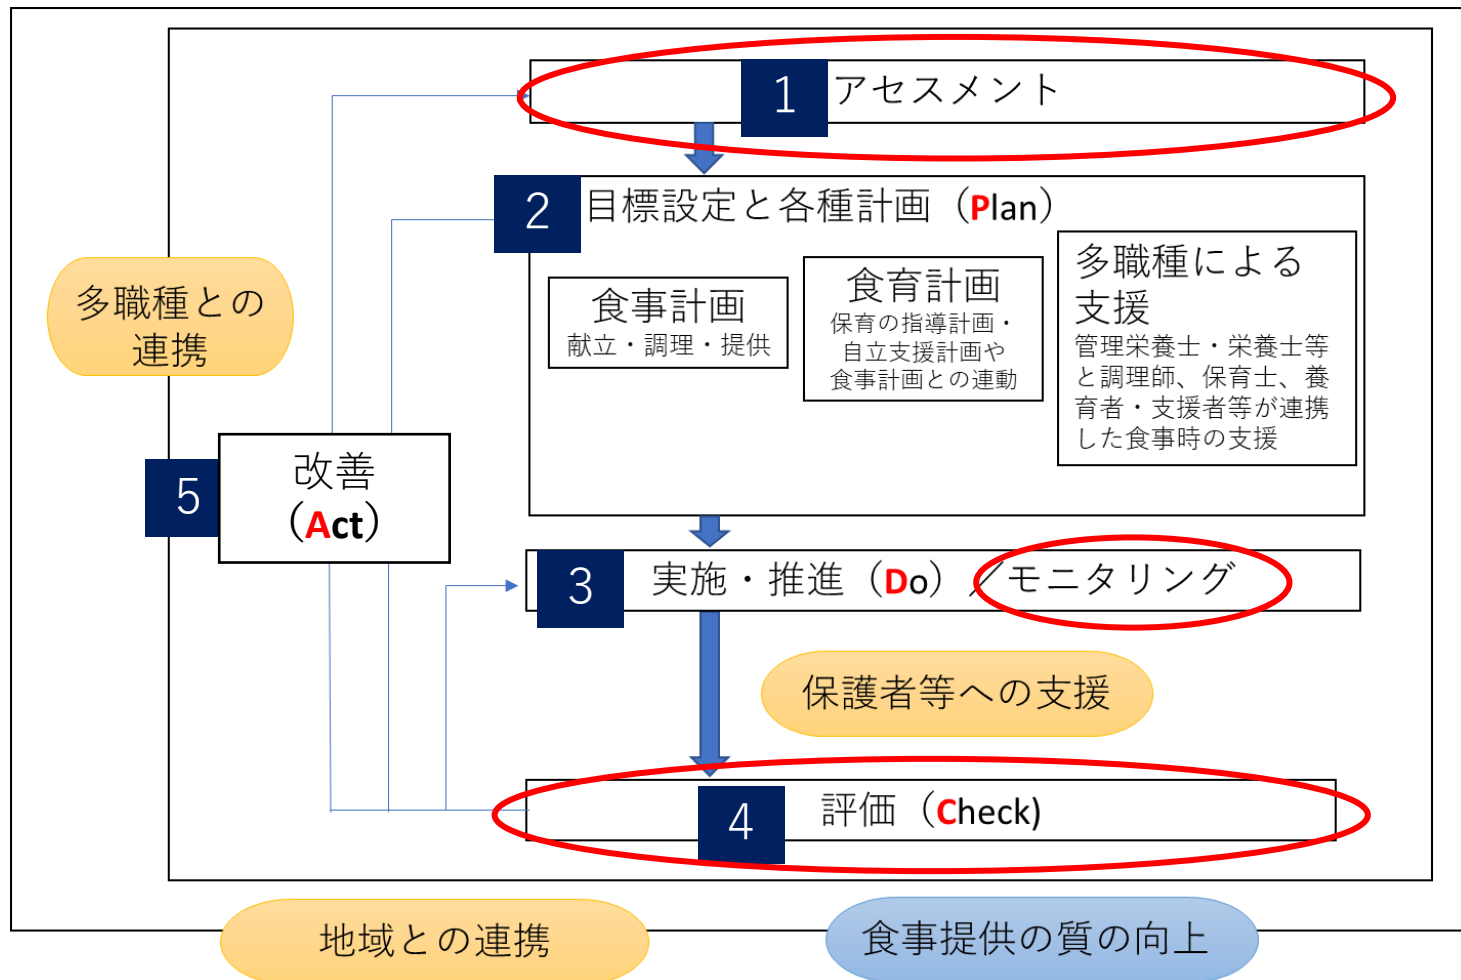 1 アセスメント
2 目標設定と各種計画（Plan）
食事計画
献立・調理・提供
食育計画
保育の指導計画・
自立支援計画や
食事計画との連動
多職種による
支援
管理栄養士・栄養士等
と調理師、保育士、養
育者・支援者等が連携
した食事時の支援
多職種との
連携
5 改善
（Act）
3 実施・推進（Do）／モニタリング
保護者等への支援
4 評価（Check)
地域との連携
食事提供の質の向上